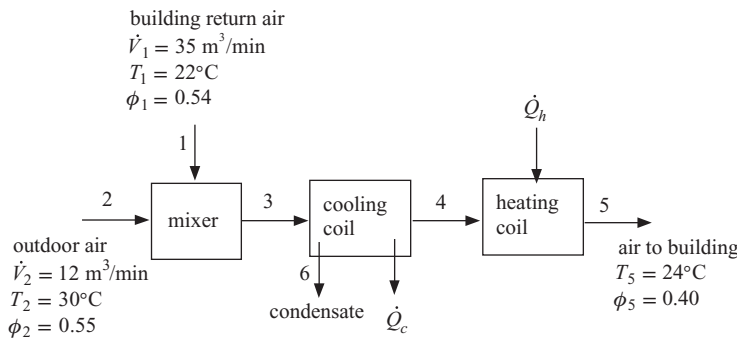 building return air
V̇₁ = 35 m³/min
T₁ = 22°C
ϕ₁ = 0.54
Q̇ₕ
1
2
3
4
5
mixer
cooling
coil
heating
coil
outdoor air
V̇₂ = 12 m³/min
T₂ = 30°C
ϕ₂ = 0.55
6
condensate
Q̇c
air to building
T₅ = 24°C
ϕ₅ = 0.40